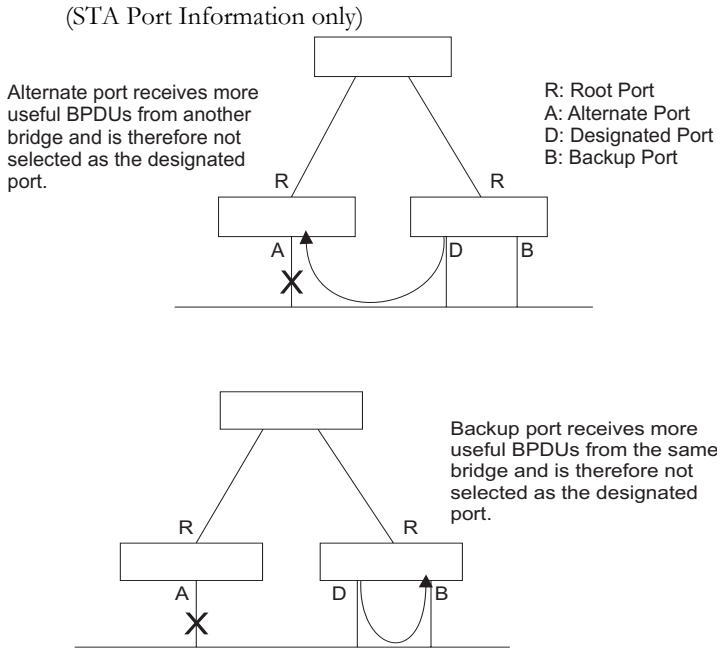 (STA Port Information only)
Alternate port receives more
useful BPDUs from another
bridge and is therefore not
selected as the designated
port.
R: Root Port
A: Alternate Port
D: Designated Port
B: Backup Port
R
R
A
D
B
Backup port receives more
useful BPDUs from the same
bridge and is therefore not
selected as the designated
port.
R
R
A
D
B